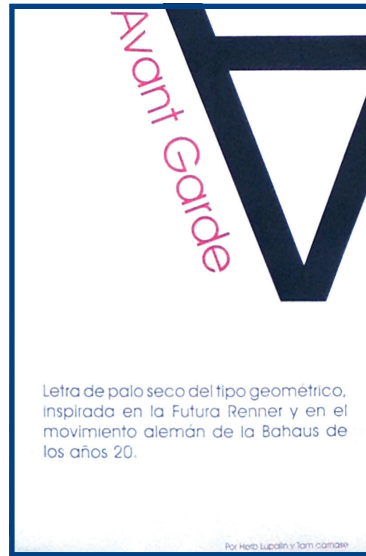 Avant Garde
Letra de palo seco del tipo geométrico,
inspirada en la Futura Renner y en el
movimiento alemán de la Bahaus de
los años 20.
Por Herb Lupalin y Tom carnase